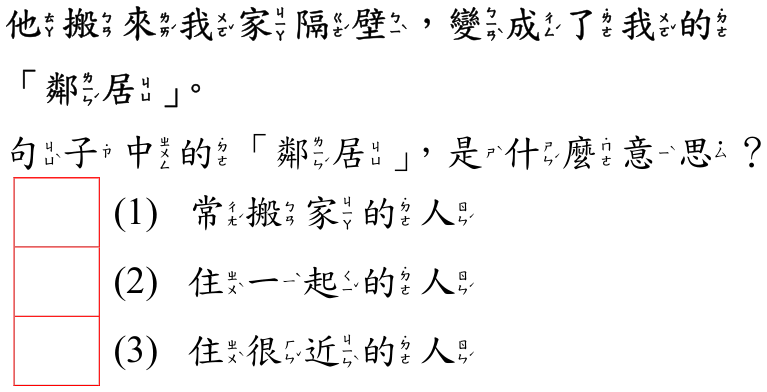 他搬來我家隔壁，變成了我的
「鄰居」。
句子中的「鄰居」，是什麼意思？
(1) 常搬家的人
(2) 住一起的人
(3) 住很近的人